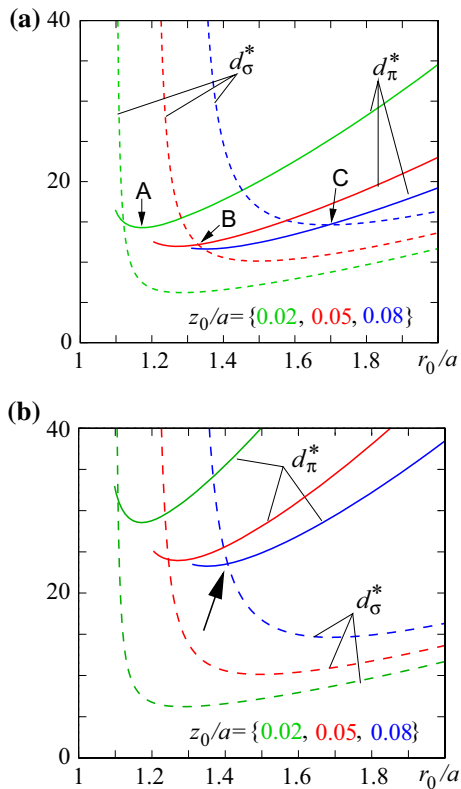 (a)
40
d*σ
d*π
A
20
B
C
z0/a={0.02, 0.05, 0.08}
0
1 1.2 1.4 1.6 1.8 r0/a
(b)
40
d*π
20
d*σ
z0/a={0.02, 0.05, 0.08}
0
1 1.2 1.4 1.6 1.8 r0/a